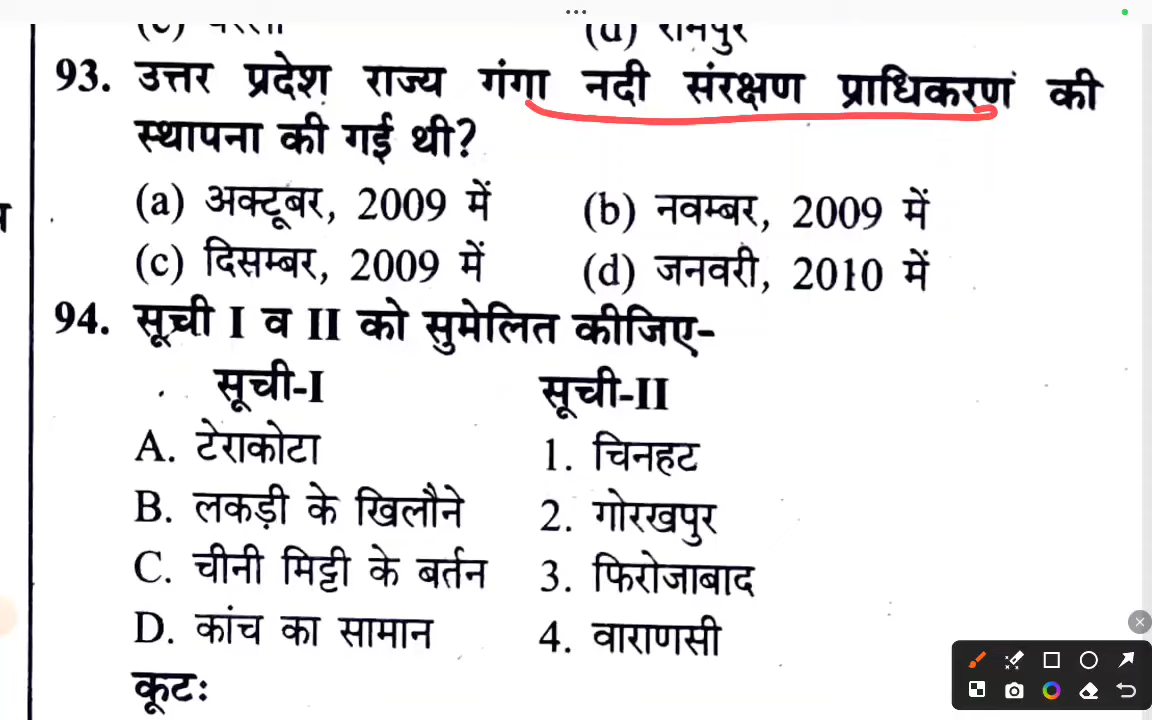 (d) रामपुर
93. उत्तर प्रदेश राज्य गंगा नदी संरक्षण प्राधिकरण की
स्थापना की गई थी?
(a) अक्टूबर, 2009 में (b) नवम्बर, 2009 में
(c) दिसम्बर, 2009 में (d) जनवरी, 2010 में
94. सूची I व II को सुमेलित कीजिए-
सूची-I सूची-II
A. टेराकोटा 1. चिनहट
B. लकड़ी के खिलौने 2. गोरखपुर
C. चीनी मिट्टी के बर्तन 3. फिरोजाबाद
D. कांच का सामान 4. वाराणसी
कूटः